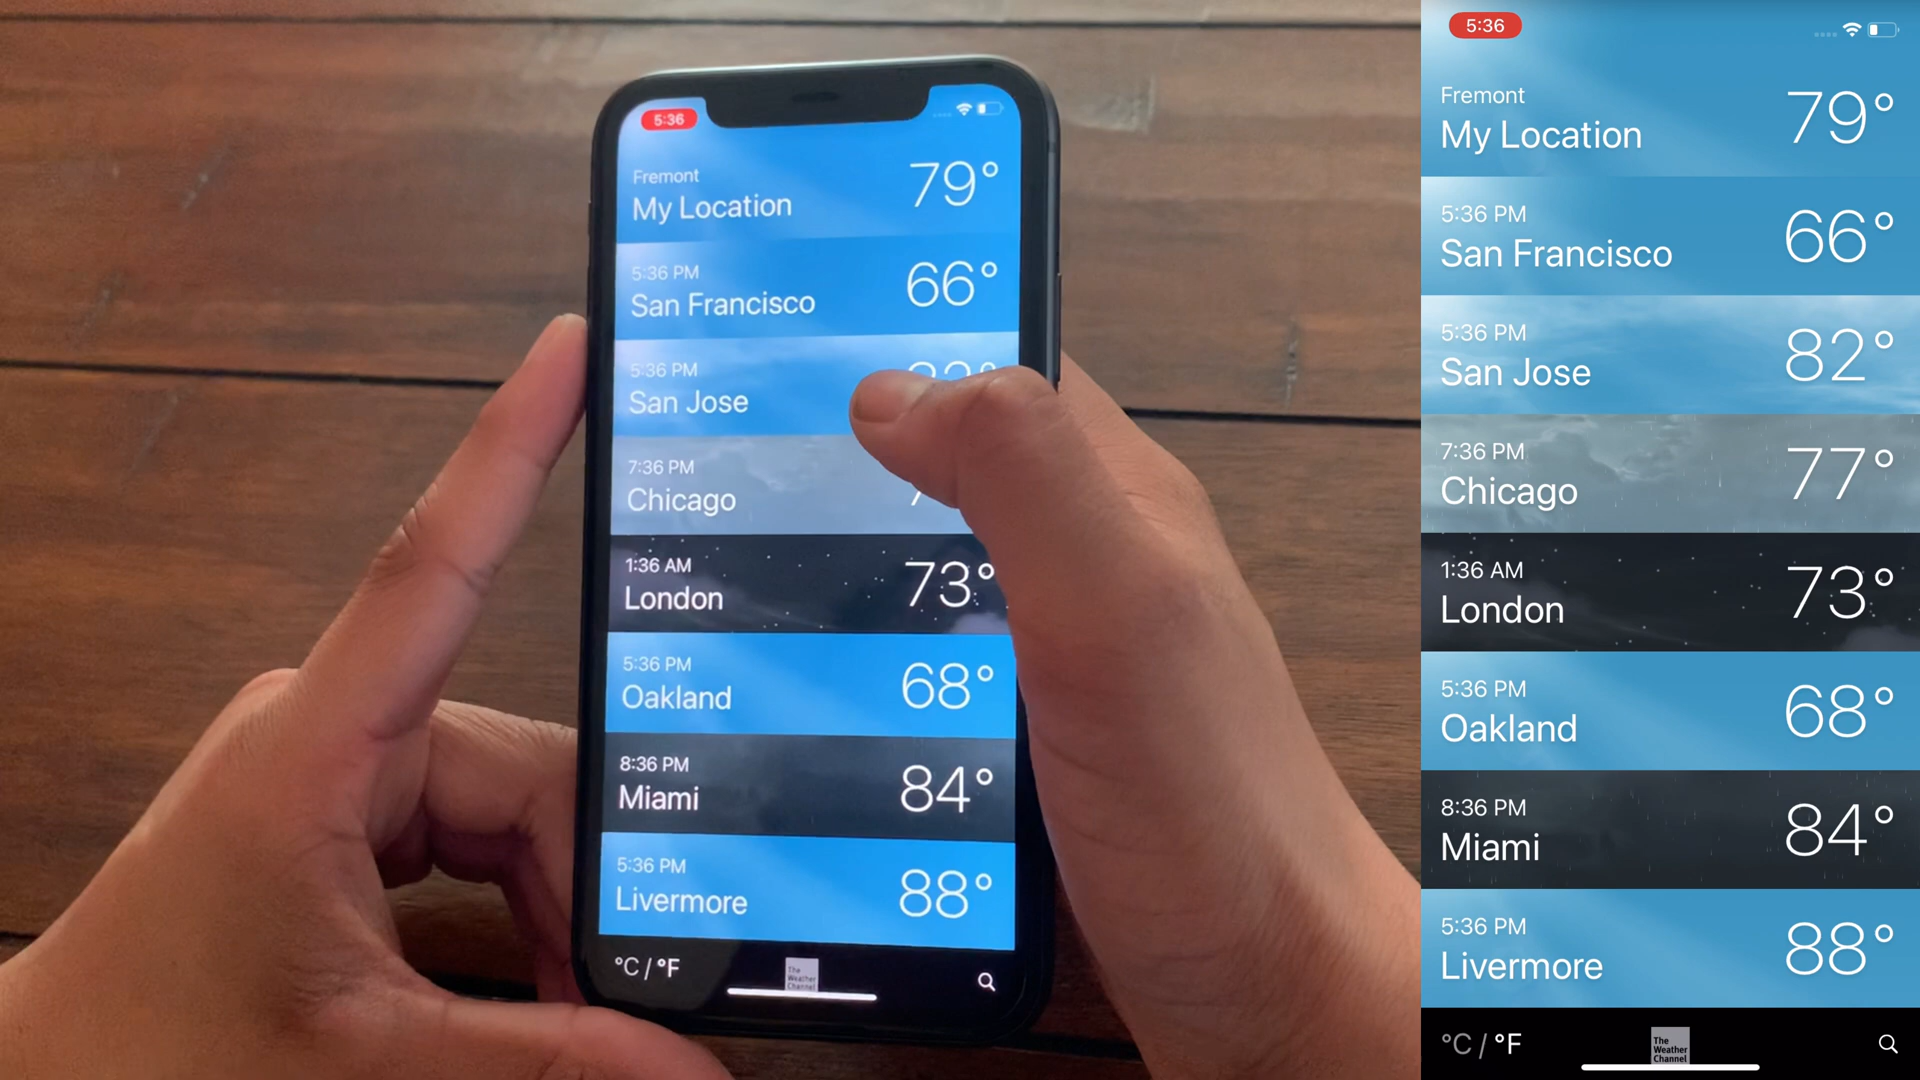 5:36
Fremont
My Location
79°
5:36 PM
San Francisco
66°
5:36 PM
San Jose
7:36 PM
Chicago
1:36 AM
London
73°
5:36 PM
Oakland
68°
8:36 PM
Miami
84°
5:36 PM
Livermore
88°
°C / °F
The
Weather
Channel
5:36
Fremont
My Location
79°
5:36 PM
San Francisco
66°
5:36 PM
San Jose
82°
7:36 PM
Chicago
77°
1:36 AM
London
73°
5:36 PM
Oakland
68°
8:36 PM
Miami
84°
5:36 PM
Livermore
88°
°C / °F
The
Weather
Channel